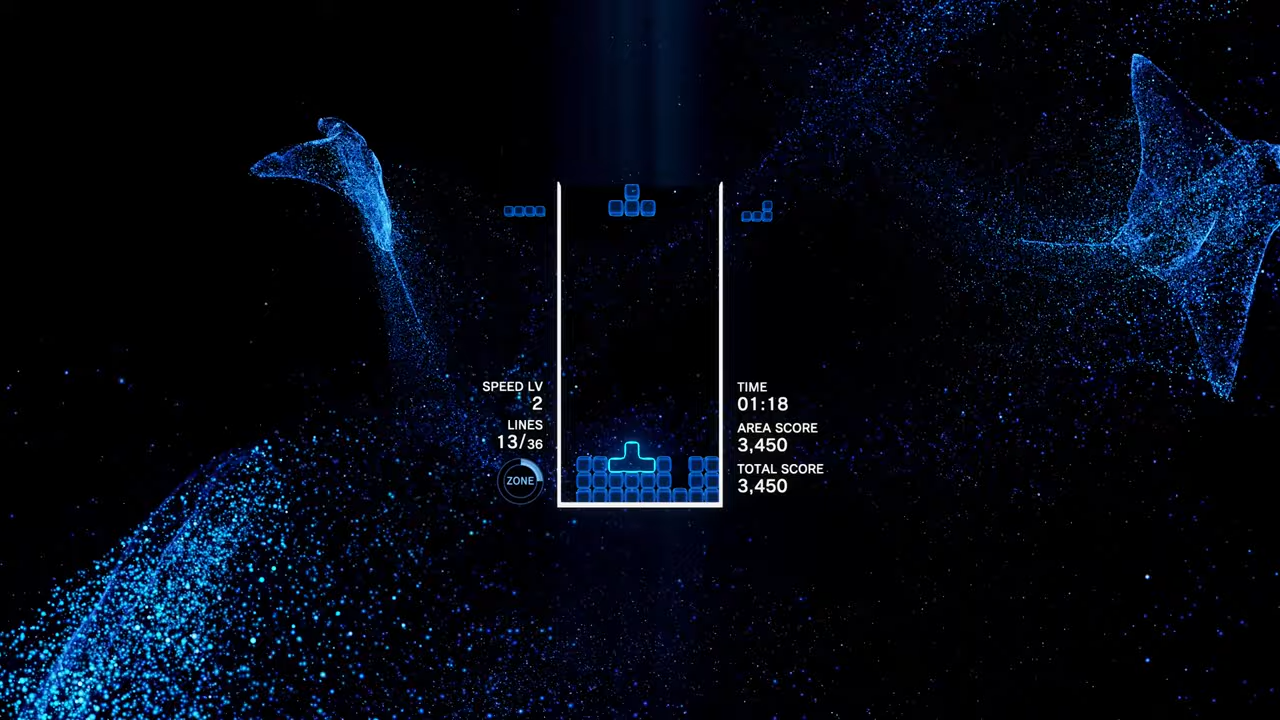 SPEED LV
2
LINES
13/36
ZONE
TIME
01:18
AREA SCORE
3,450
TOTAL SCORE
3,450